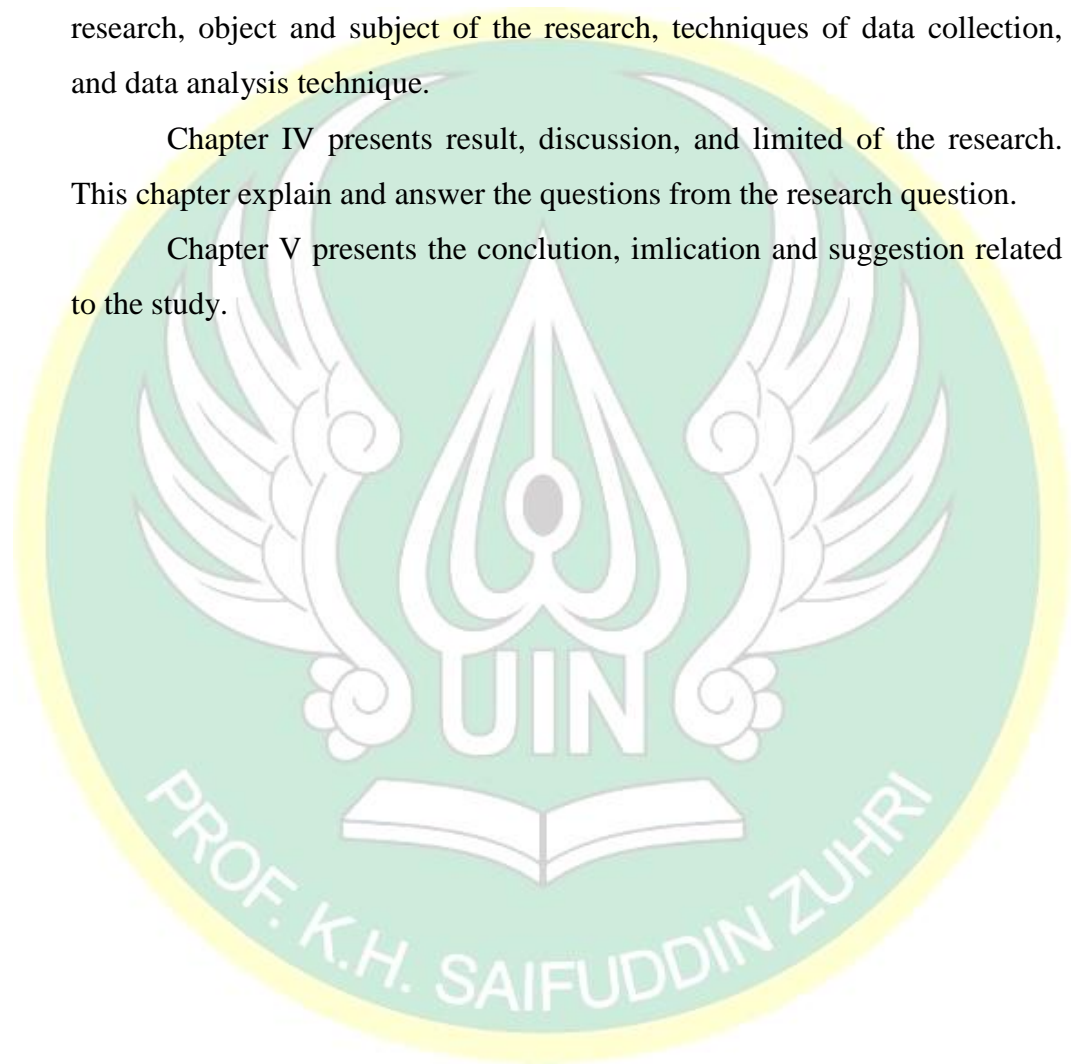 research, object and subject of the research, techniques of data collection,
and data analysis technique.
Chapter IV presents result, discussion, and limited of the research.
This chapter explain and answer the questions from the research question.
Chapter V presents the conclution, imlication and suggestion related
to the study.
UIN
PROF. K.H. SAIFUDDIN ZUHRI